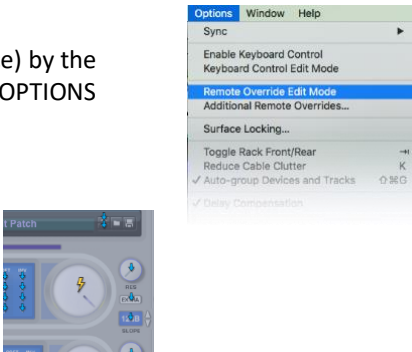 e) by the
OPTIONS
Options Window Help
Sync
Enable Keyboard Control
Keyboard Control Edit Mode
Remote Override Edit Mode
Additional Remote Overrides...
Surface Locking...
Toggle Rack Front/Rear
Reduce Cable Clutter K
✓ Auto-group Devices and Tracks ⇧⌘G
✓ Delay Compensation
t Patch
RES
SLOPE